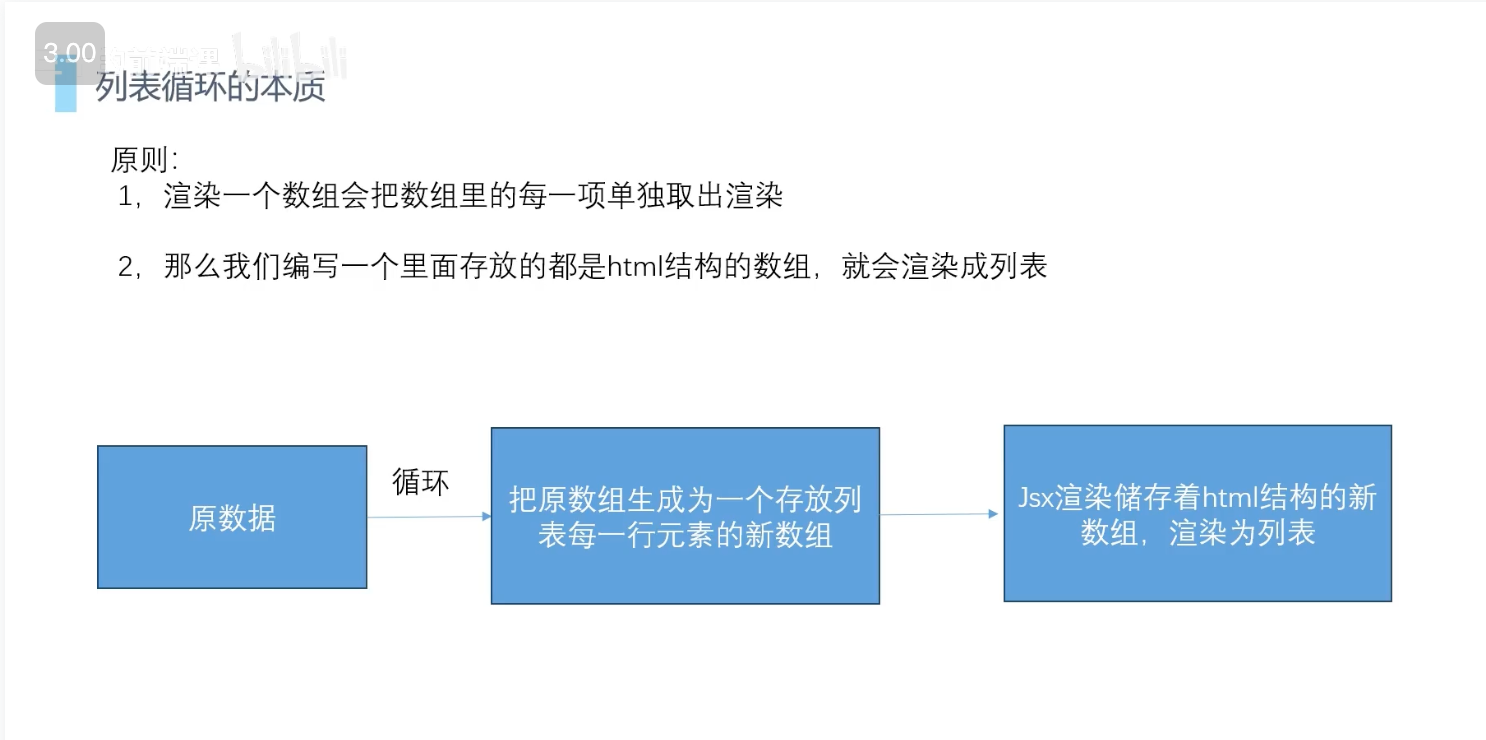 3.00
bilibili
列表循环的本质
原则：
1，渲染一个数组会把数组里的每一项单独取出渲染
2，那么我们编写一个里面存放的都是html结构的数组，就会渲染成列表
原数据
循环
把原数组生成为一个存放列
表每一行元素的新数组
Jsx渲染储存着html结构的新
数组，渲染为列表